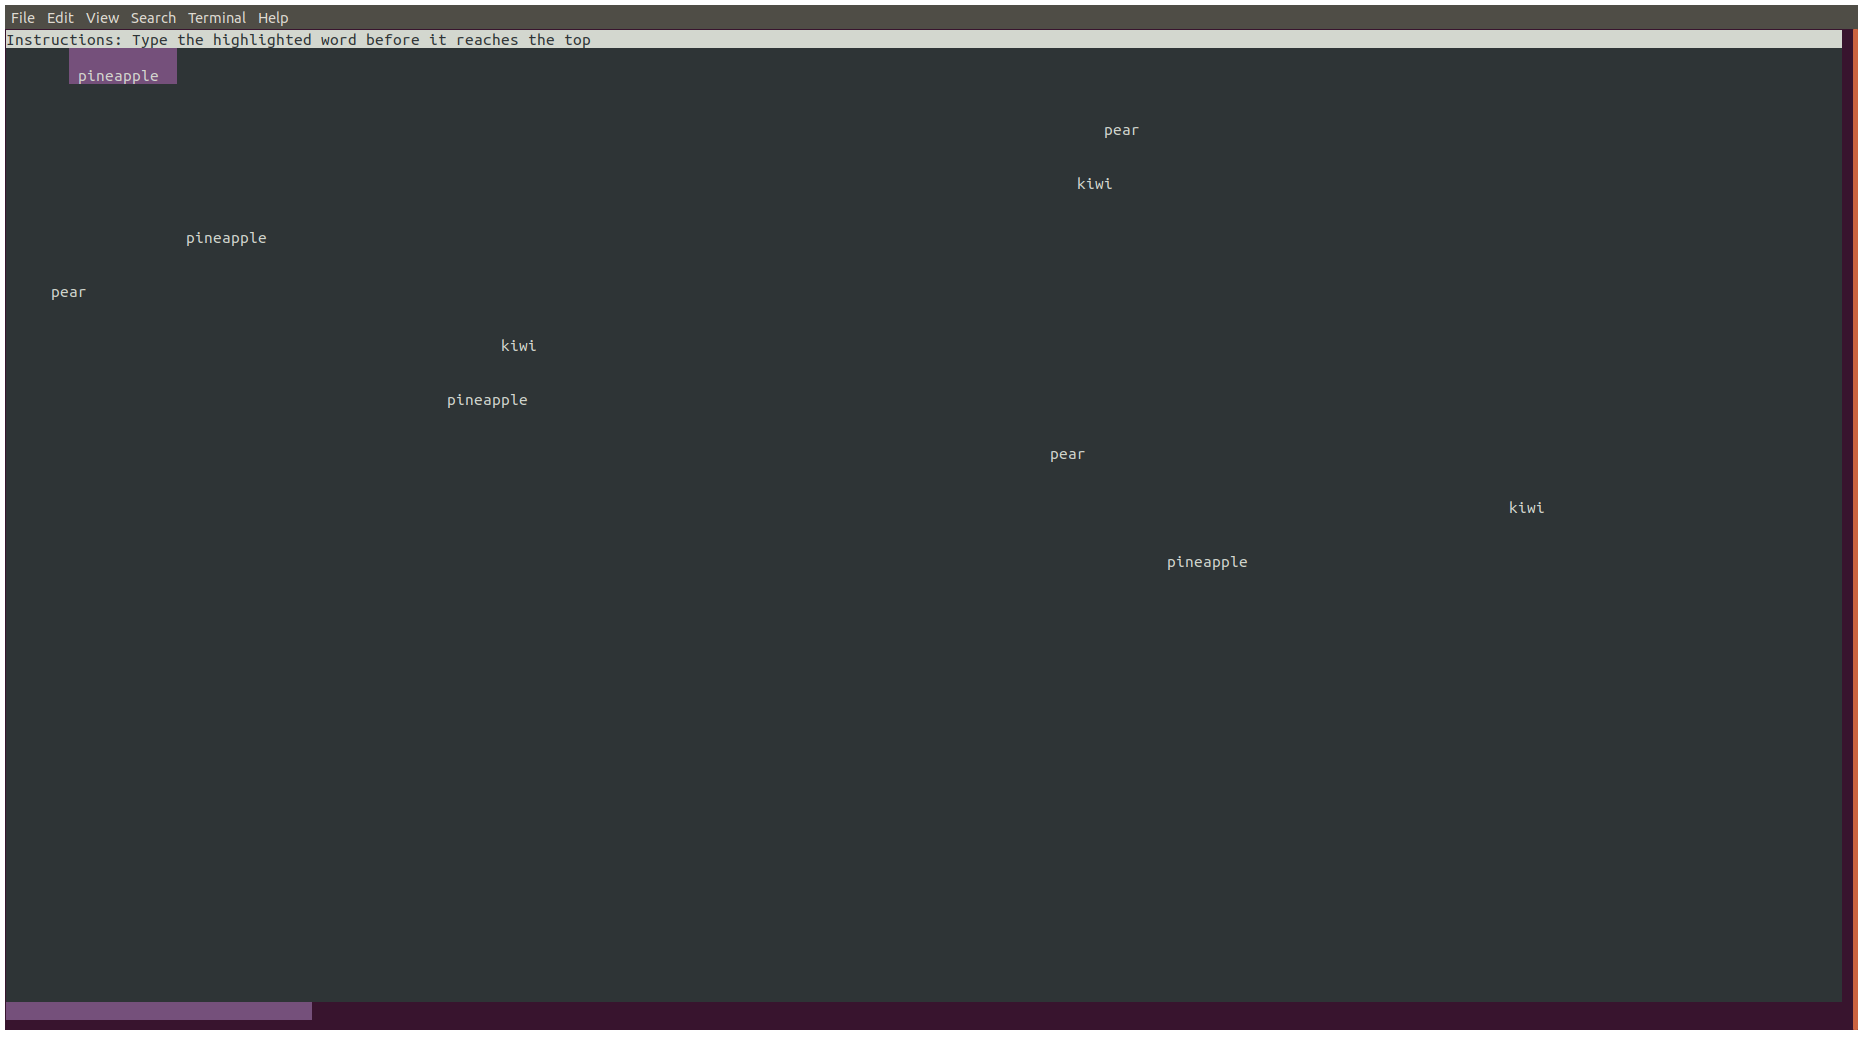 File Edit View Search Terminal Help
Instructions: Type the highlighted word before it reaches the top
pineapple
pear
kiwi
pineapple
pear
kiwi
pineapple
pear
kiwi
pineapple